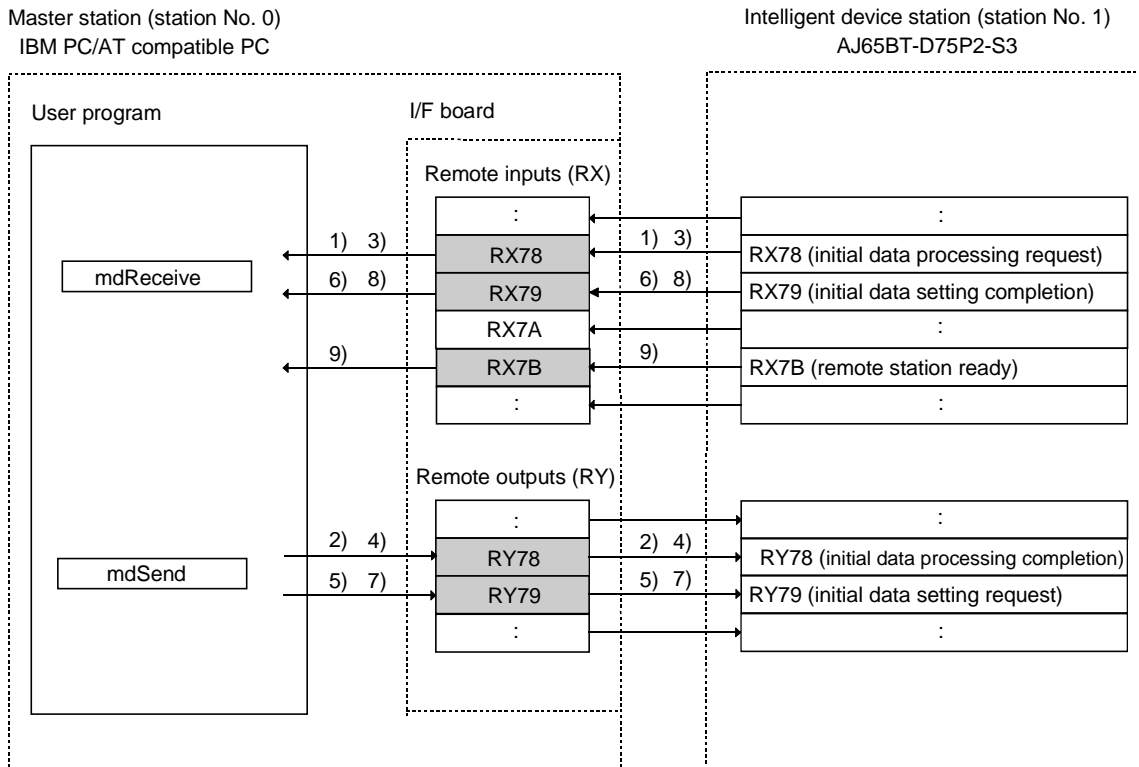 Master station (station No. 0)
IBM PC/AT compatible PC
Intelligent device station (station No. 1)
AJ65BT-D75P2-S3
User program
I/F board
Remote inputs (RX)
:
:
1) 3)
RX78
1) 3)
RX78 (initial data processing request)
mdReceive
6) 8)
RX79
6) 8)
RX79 (initial data setting completion)
RX7A
:
9)
RX7B
9)
RX7B (remote station ready)
:
:
Remote outputs (RY)
:
:
2) 4)
RY78
2) 4)
RY78 (initial data processing completion)
mdSend
5) 7)
RY79
5) 7)
RY79 (initial data setting request)
:
: